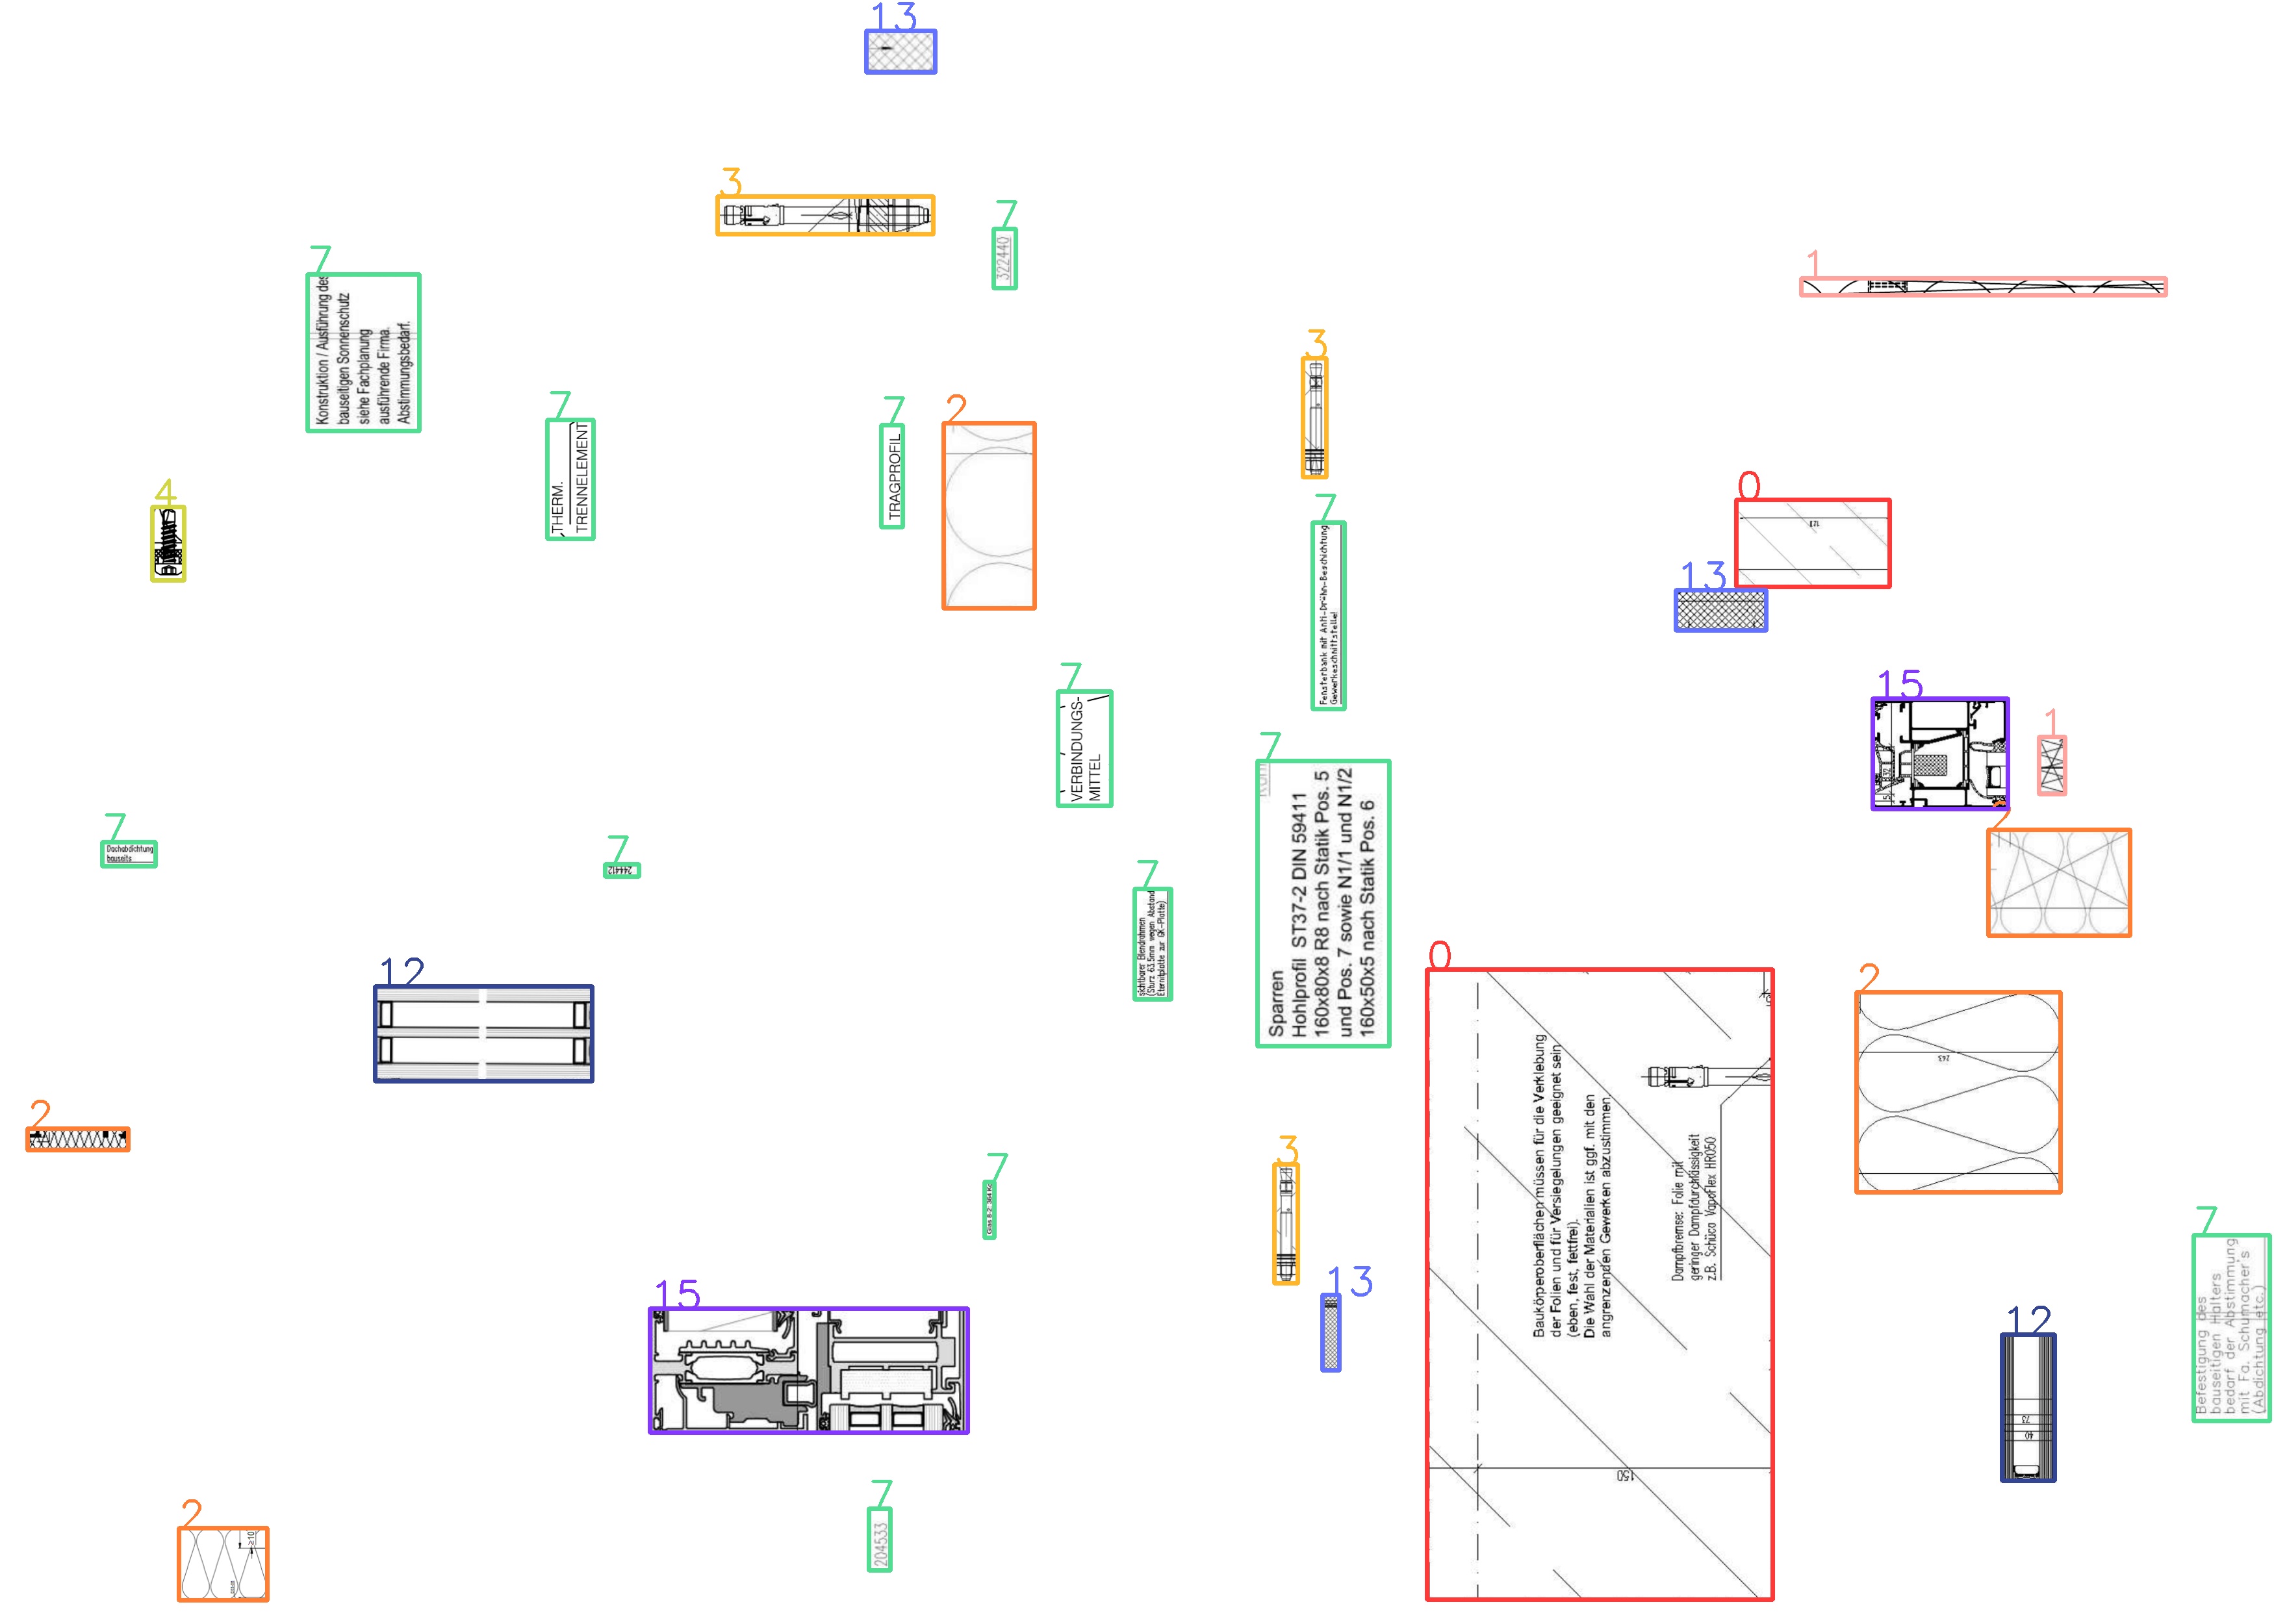 13
3
7
322440
7
Konstruktion / Ausführung des
bauseitigen Sonnenschutz
siehe Fachplanung
ausführende Firma.
Abstimmungsbedarf.
1
3
7
THERM.
TRENNELEMENT
7
TRAGPROFIL
2
4
0
121
7
Fensterbank mit Anti-Dröhn-Beschichtung
Gewerkeschnittstelle!
13
7
VERBINDUNGS-
MITTEL
15
1
7
Sparren
Hohlprofil ST37-2 DIN 59411
160x80x8 R8 nach Statik Pos. 5
und Pos. 7 sowie N1/1 und N1/2
160x50x5 nach Statik Pos. 6
7
Dachabdichtung
bauseits
7
244412
2
7
sichtbarer Blendrahmen
(Sturz 63.5mm wegen Abstand
Eternitplatte zur GK-Platte)
12
0
Baukörperoberflächen müssen für die Verklebung
der Folien und für Versiegelungen geeignet sein
(eben, fest, fettfrei).
Die Wahl der Materialien ist ggf. mit den
angrenzenden Gewerken abzustimmen
Dampfbremse: Folie mit
geringer Dampfdurchlässigkeit
z.B. Schüco VapoFlex HR050
150
2
243
2
3
7
7
Befestigung des
bauseitigen Halters
bedarf der Abstimmung
mit Fa. Schumacher's
(Abdichtung etc.)
13
15
12
73
40
7
204533
2
≥10